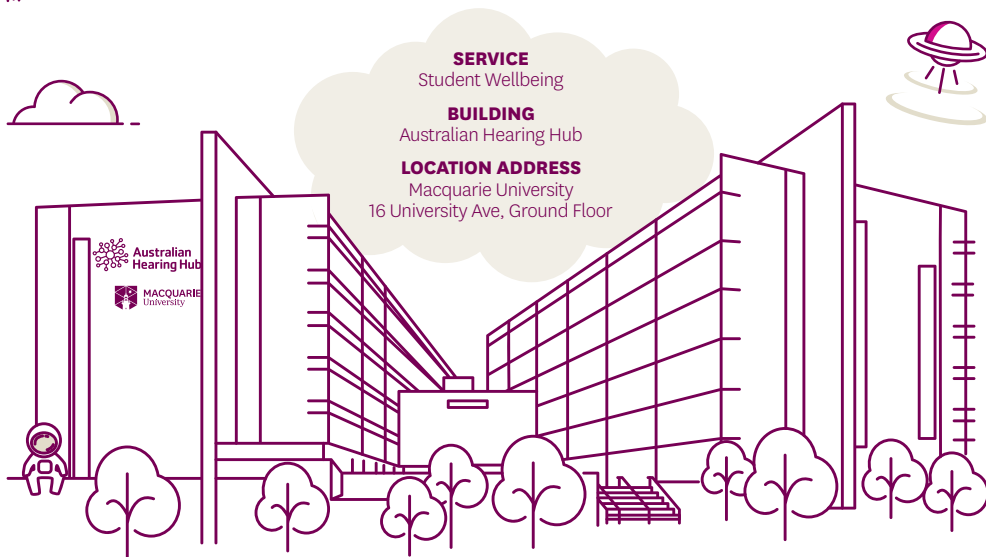 SERVICE
Student Wellbeing
BUILDING
Australian Hearing Hub
LOCATION ADDRESS
Macquarie University
16 University Ave, Ground Floor
Australian
Hearing Hub
MACQUARIE
University